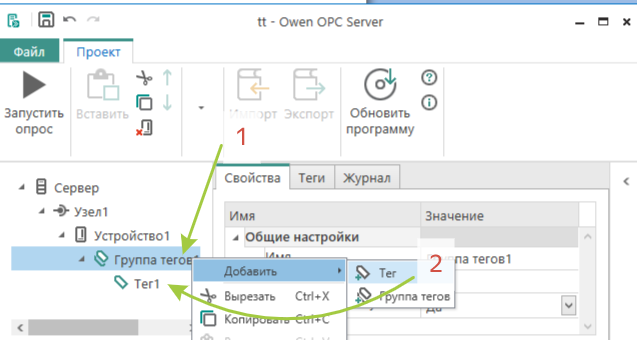 tt - Owen OPC Server
Файл Проект
Запустить опрос
Вставить
Импорт
Экспорт
Обновить программу
1
Сервер
Узел1
Устройство1
Группа тегов1
Тег1
Свойства Теги Журнал
Имя Значение
Общие настройки
Имя Группа тегов1
2
Добавить
Вырезать Ctrl+X
Копировать Ctrl+C
Тег
Группа тегов
Да